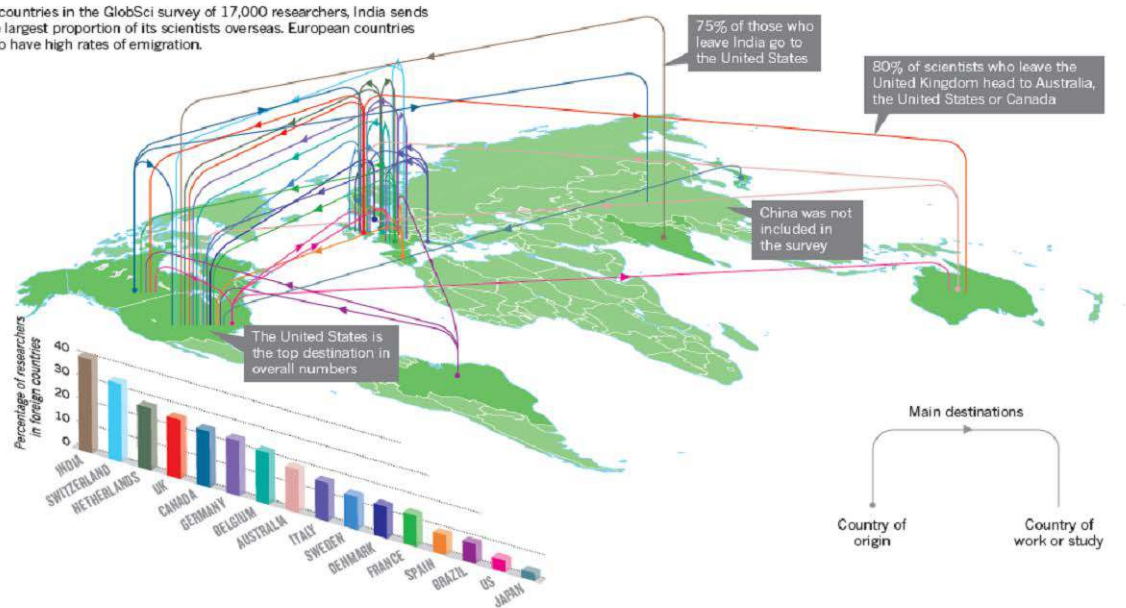 countries in the GlobSci survey of 17,000 researchers, India sends
largest proportion of its scientists overseas. European countries
have high rates of emigration.
75% of those who
leave India go to
the United States
80% of scientists who leave the
United Kingdom head to Australia,
the United States or Canada
China was not
included in
the survey
The United States is
the top destination in
overall numbers
Percentage of researchers
in foreign countries
40
30
20
10
0
INDIA
SWITZERLAND
NETHERLANDS
UK
CANADA
GERMANY
BELGIUM
AUSTRALIA
ITALY
SWEDEN
DENMARK
FRANCE
SPAIN
BRAZIL
US
JAPAN
Main destinations
Country of
origin
Country of
work or study